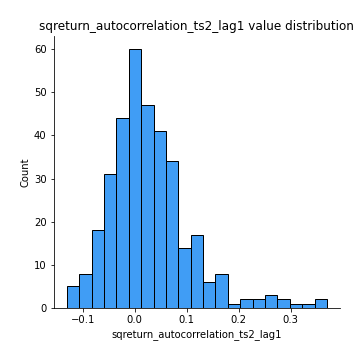 sqreturn_autocorrelation_ts2_lag1 value distribution
60
50
40
30
20
10
0
Count
−0.1 0.0 0.1 0.2 0.3
sqreturn_autocorrelation_ts2_lag1